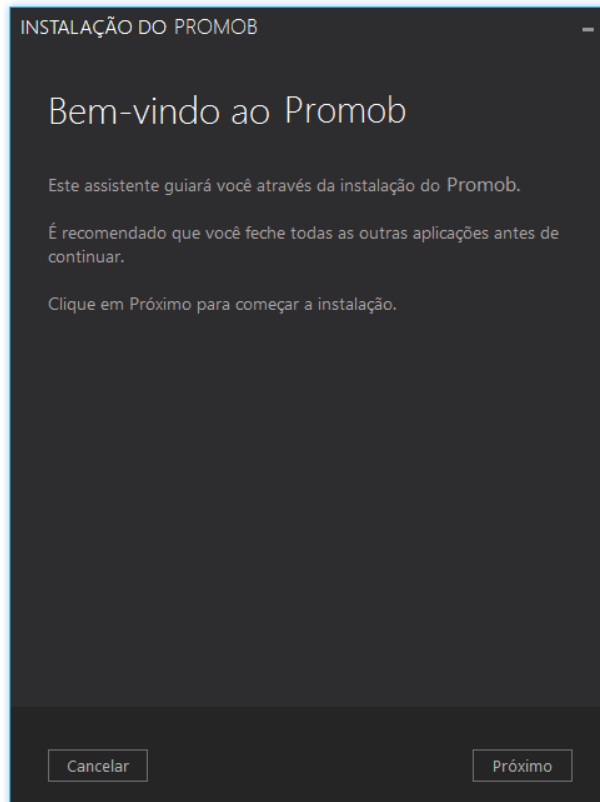 INSTALAÇÃO DO PROMOB
Bem-vindo ao Promob
Este assistente guiará você através da instalação do Promob.
É recomendado que você feche todas as outras aplicações antes de
continuar.
Clique em Próximo para começar a instalação.
Cancelar
Próximo